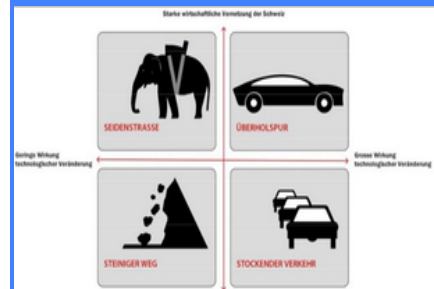 Starke wirtschaftliche Vernetzung der Schweiz
SEIDENSTRASSE
ÜBERHOLSPUR
Geringe Wirkung
technologischer Veränderung
Grosse Wirkung
technologischer Veränderung
STEINIGER WEG
STOCKENDER VERKEHR